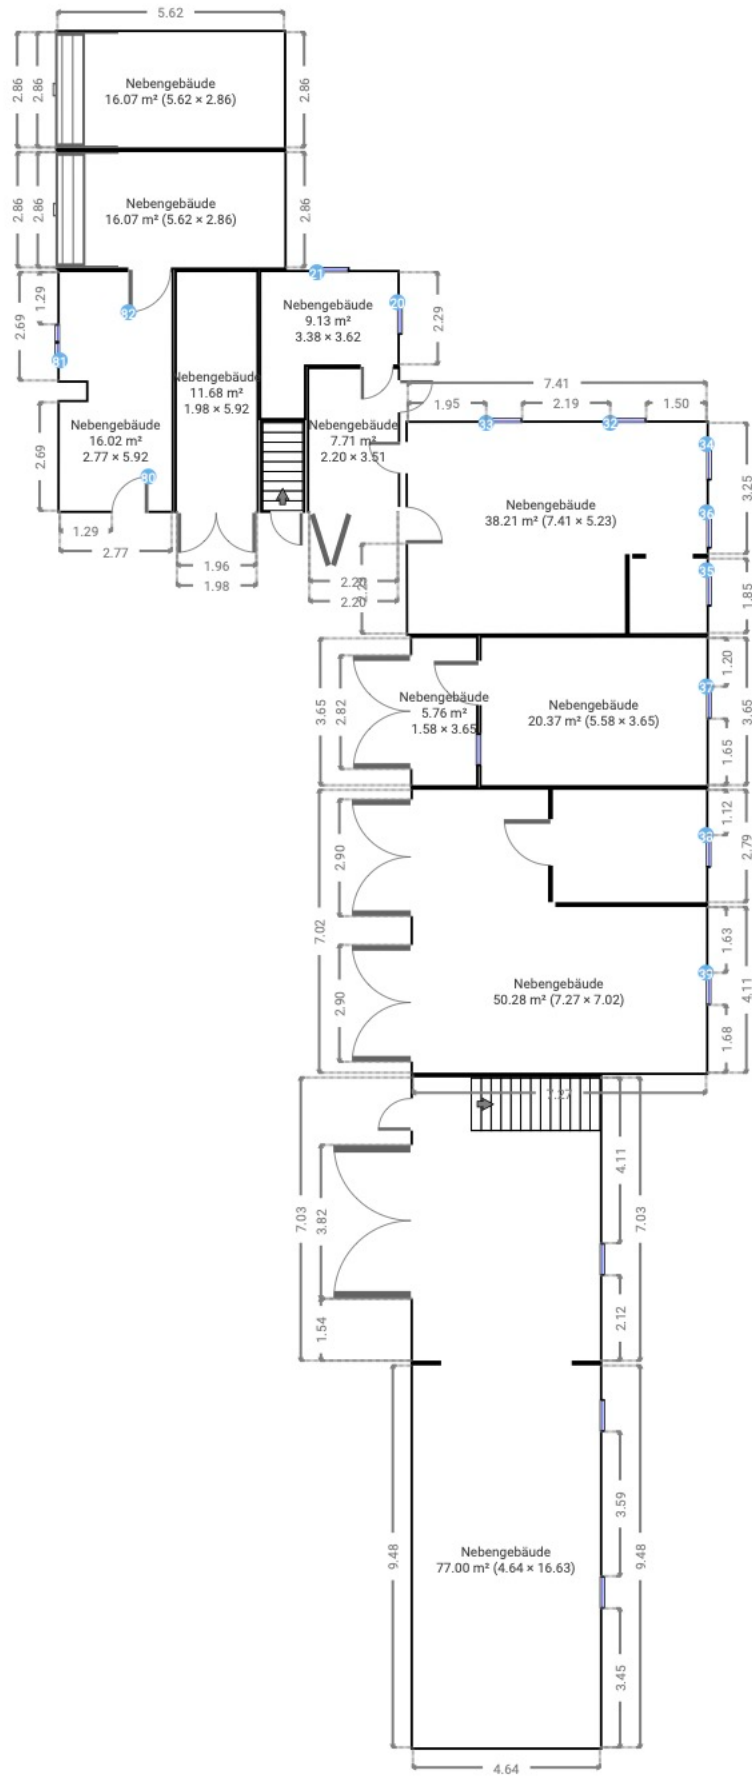 5.62
2.86
2.86
2.86
Nebengebäude
16.07 m² (5.62 × 2.86)
2.86
2.86
2.86
Nebengebäude
16.07 m² (5.62 × 2.86)
21
20
82
81
1.29
2.69
2.69
2.29
Nebengebäude
9.13 m²
3.38 × 3.62
Nebengebäude
11.68 m²
1.98 × 5.92
Nebengebäude
16.02 m²
2.77 × 5.92
Nebengebäude
7.71 m²
2.20 × 3.51
80
1.29
2.77
1.96
1.98
2.20
2.20
7.41
1.95
2.19
1.50
33
32
34
36
35
3.25
1.85
Nebengebäude
38.21 m² (7.41 × 5.23)
3.65
2.82
Nebengebäude
5.76 m²
1.58 × 3.65
Nebengebäude
20.37 m² (5.58 × 3.65)
37
1.20
3.65
1.65
7.02
2.90
2.90
38
1.12
2.79
39
1.63
4.11
1.68
Nebengebäude
50.28 m² (7.27 × 7.02)
7.27
7.03
3.82
1.54
4.11
7.03
2.12
9.48
3.59
9.48
3.45
Nebengebäude
77.00 m² (4.64 × 16.63)
4.64